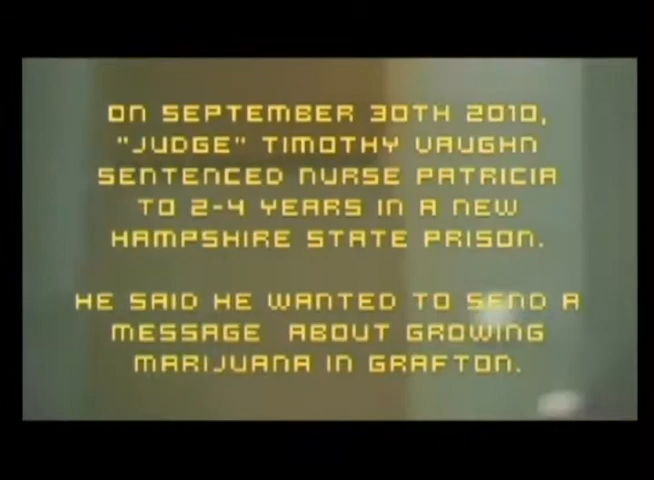 ON SEPTEMBER 30TH 2010,
"JUDGE" TIMOTHY VAUGHN
SENTENCED NURSE PATRICIA
TO 2-4 YEARS IN A NEW
HAMPSHIRE STATE PRISON.
HE SAID HE WANTED TO SEND A
MESSAGE ABOUT GROWING
MARIJUANA IN GRAFTON.